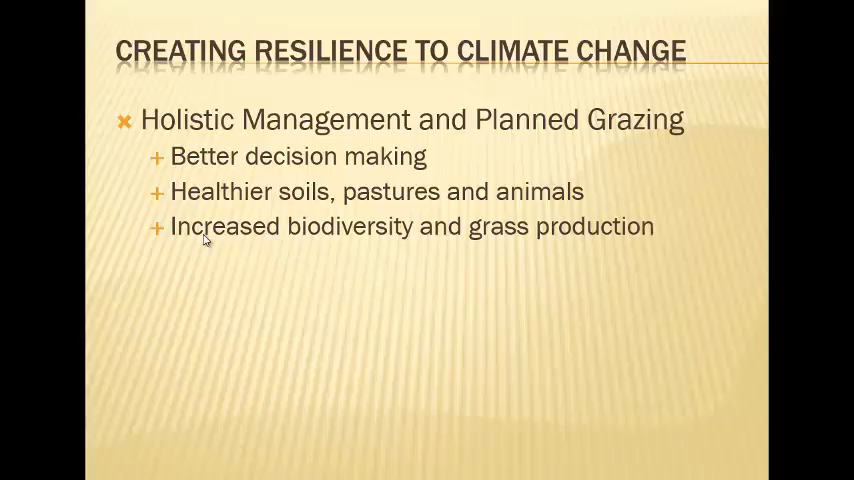 CREATING RESILIENCE TO CLIMATE CHANGE
Holistic Management and Planned Grazing
Better decision making
Healthier soils, pastures and animals
Increased biodiversity and grass production